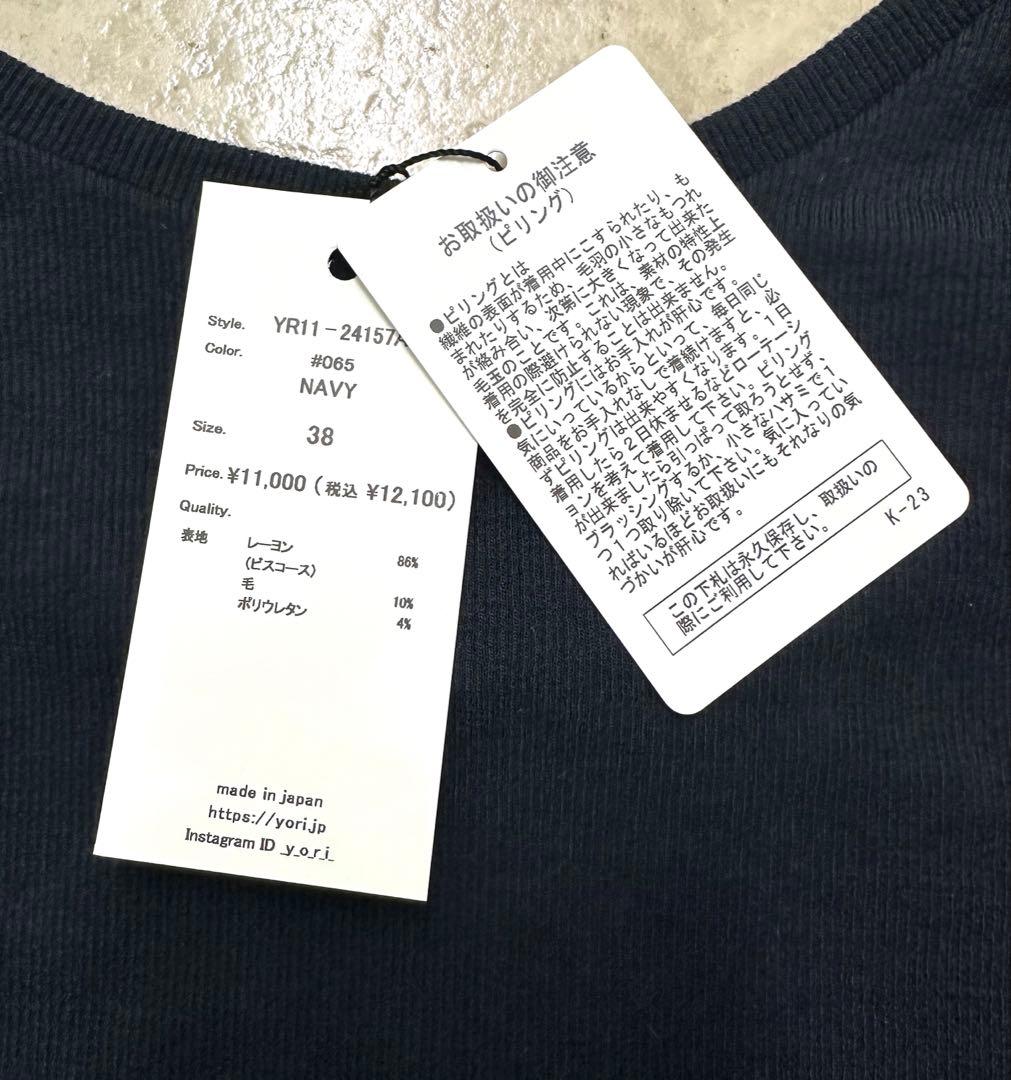 Style. YR11-24157A
Color. #065
NAVY
Size. 38
Price. ¥11,000 (税込 ¥12,100)
Quality.
表地 レーヨン
(ビスコース) 86%
毛 10%
ポリウレタン 4%
made in japan
https://yori.jp
Instagram ID _y_o_r_i_
お取扱いの御注意
(ピリング)
●ピリングとは
繊維の表面が着用中にこすられたり、も
まれたりするため、毛羽の小さなもつれ
が絡み合い、次第に大きくなって出来た
毛玉のことです。これは、素材の特性上
着用の際避けられない現象で、その発生
を完全に防止することは出来ません。
●ピリングにはお手入れが肝心です。
気にいっているからといって、毎日同じ
商品をお手入れなしで着続けますと、必
ずピリングは出来やすくなります。1日
着用したら2日休ませるなどローテーシ
ョンを考えて着用して下さい。ピリング
が出来ましたら引っぱって取ろうとせず、
ブラッシングするか、小さなハサミで1
つ1つ取り除いて下さい。気に入ってい
ればいるほどお取扱いにもそれなりの気
づかいが肝心です。
この下札は永久保存し、取扱いの
際にご利用して下さい。
K-23